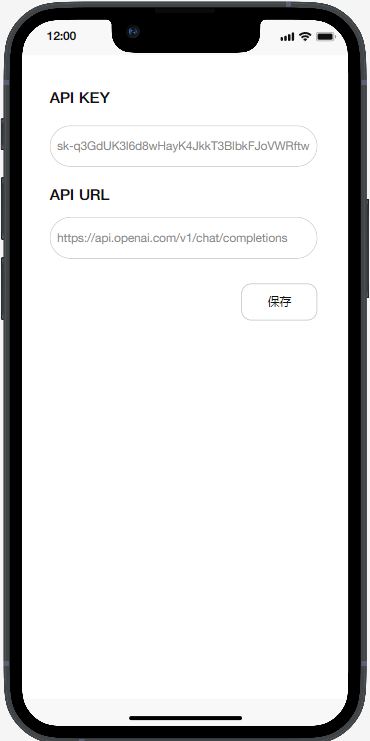 12:00
API KEY
sk-q3GdUK3l6d8wHayK4JkkT3BlbkFJoVWRftw
API URL
https://api.openai.com/v1/chat/completions
保存